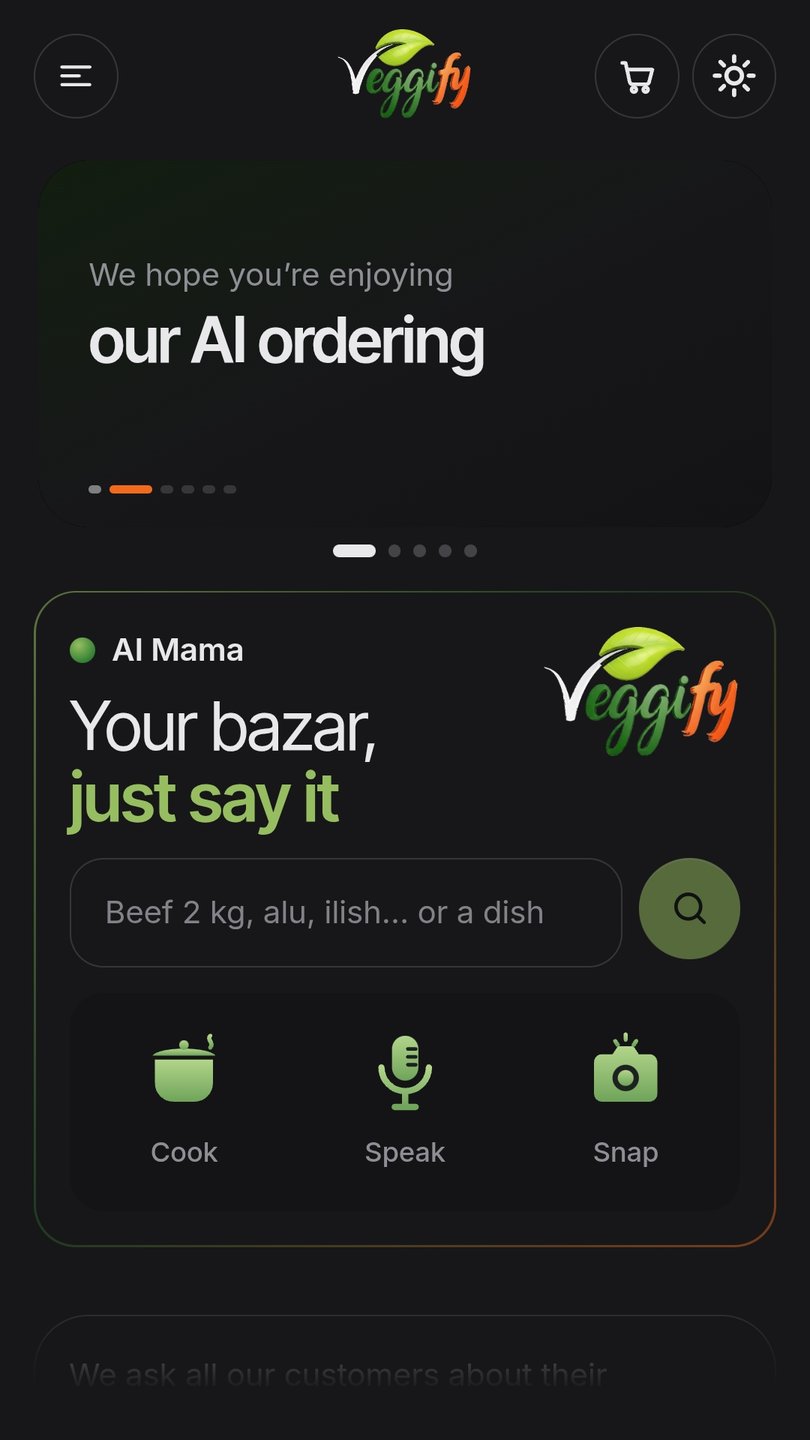 Veggify
We hope you’re enjoying
our AI ordering
AI Mama
Veggify
Your bazar,
just say it
Beef 2 kg, alu, ilish... or a dish
Cook
Speak
Snap
We ask all our customers about their